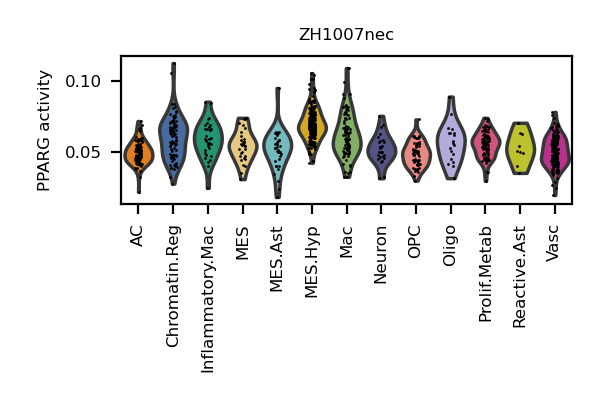 ZH1007nec
PPARG activity
0.10
0.05
AC
Chromatin.Reg
Inflammatory.Mac
MES
MES.Ast
MES.Hyp
Mac
Neuron
OPC
Oligo
Prolif.Metab
Reactive.Ast
Vasc